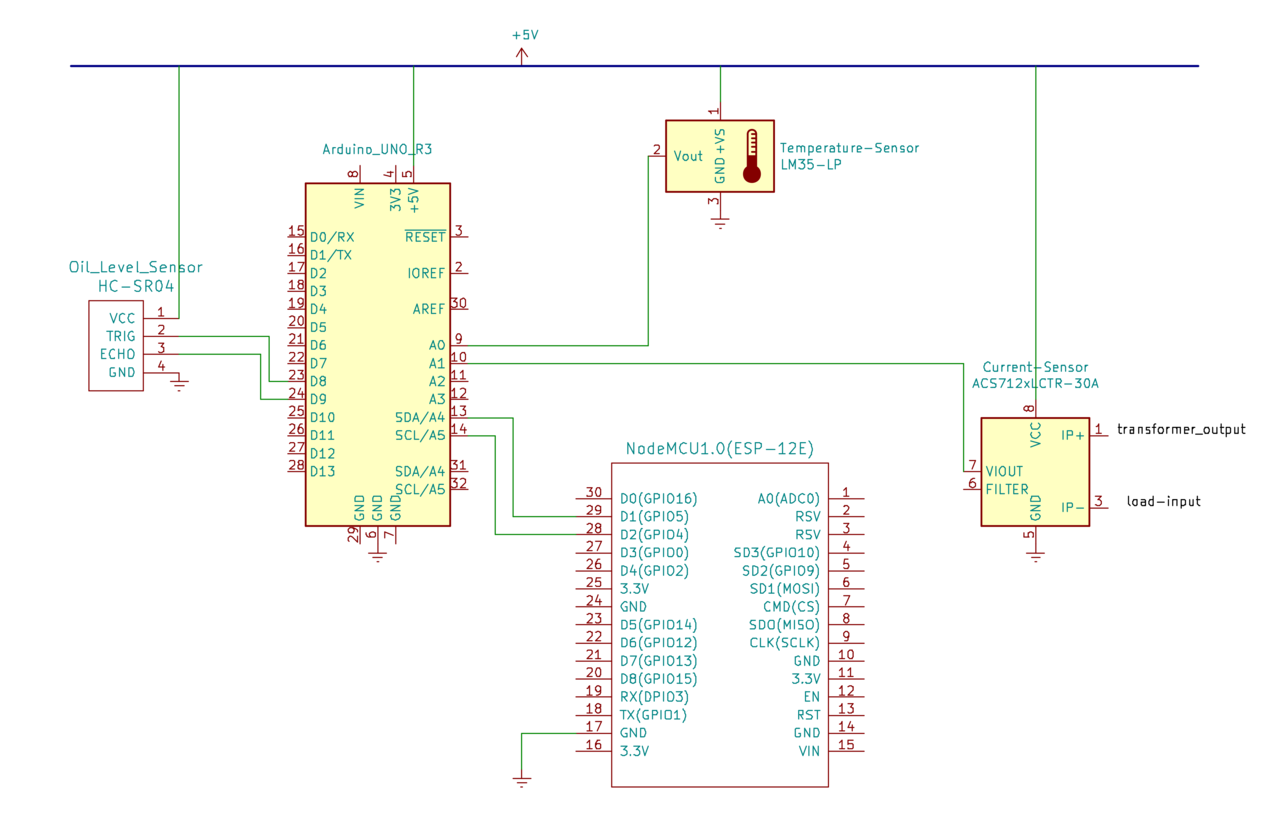 +5V
Arduino_UNO_R3
8
4
5
VIN
3V3
+5V
15 D0/RX
16 D1/TX
17 D2
18 D3
19 D4
20 D5
21 D6
22 D7
23 D8
24 D9
25 D10
26 D11
27 D12
28 D13
RESET 3
IOREF 2
AREF 30
A0 9
A1 10
A2 11
A3 12
SDA/A4 13
SCL/A5 14
SDA/A4 31
SCL/A5 32
GND
GND
GND
29
6
7
Oil_Level_Sensor
HC-SR04
VCC 1
TRIG 2
ECHO 3
GND 4
1
2 Vout
+VS
GND
3
Temperature-Sensor
LM35-LP
Current-Sensor
ACS712xLCTR-30A
8
VCC
IP+ 1 transformer_output
7 VIOUT
6 FILTER
IP- 3 load-input
GND
5
NodeMCU1.0(ESP-12E)
30 D0(GPIO16)
29 D1(GPIO5)
28 D2(GPIO4)
27 D3(GPIO0)
26 D4(GPIO2)
25 3.3V
24 GND
23 D5(GPIO14)
22 D6(GPIO12)
21 D7(GPIO13)
20 D8(GPIO15)
19 RX(DPIO3)
18 TX(GPIO1)
17 GND
16 3.3V
A0(ADC0) 1
RSV 2
RSV 3
SD3(GPIO10) 4
SD2(GPIO9) 5
SD1(MOSI) 6
CMD(CS) 7
SDO(MISO) 8
CLK(SCLK) 9
GND 10
3.3V 11
EN 12
RST 13
GND 14
VIN 15